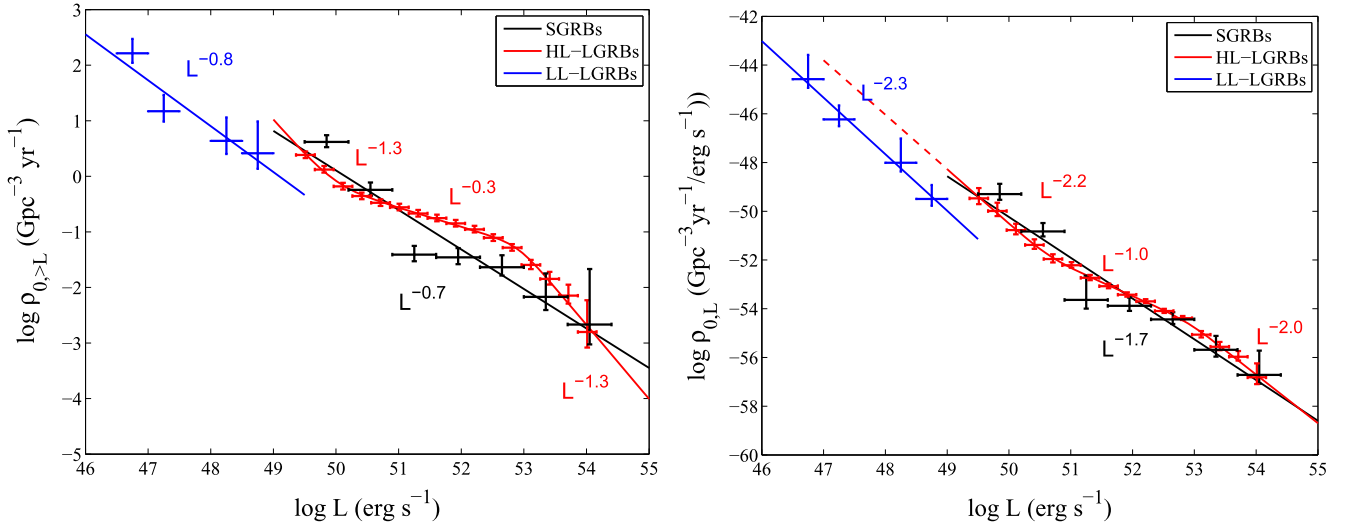 SGRBs
HL−LGRBs
LL−LGRBs
L−0.8
L−1.3
L−0.3
L−0.7
L−1.3
3
2
1
0
−1
−2
−3
−4
−5
46 47 48 49 50 51 52 53 54 55
log L (erg s−1)
log ρ0,>L (Gpc−3 yr−1)
SGRBs
HL−LGRBs
LL−LGRBs
L−2.3
L−2.2
L−1.0
L−1.7
L−2.0
−42
−44
−46
−48
−50
−52
−54
−56
−58
−60
46 47 48 49 50 51 52 53 54 55
log L (erg s−1)
log ρ0,L (Gpc−3yr−1/erg s−1))